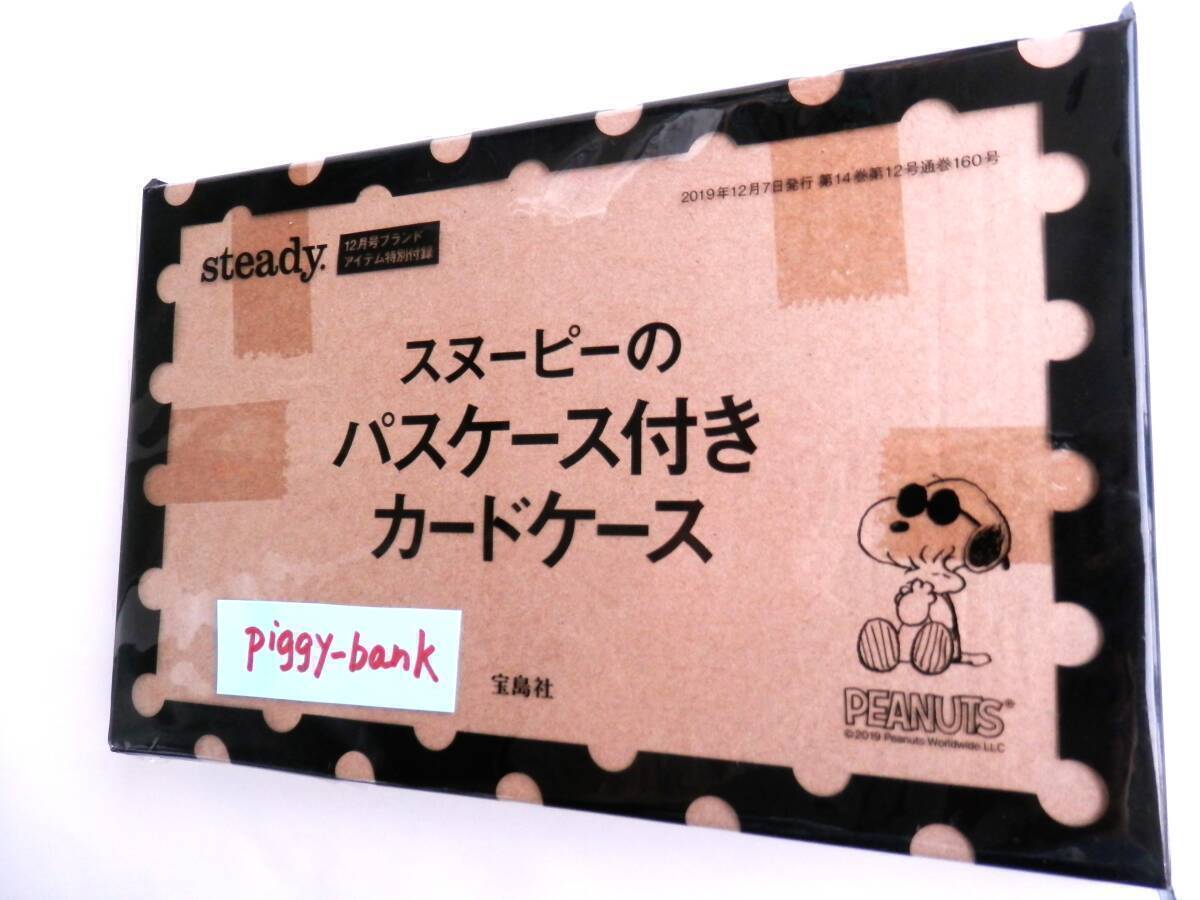 2019年12月7日発行 第14巻第12号通巻160号
steady.
12月号ブランド
アイテム特別付録
スヌーピーの
パスケース付き
カードケース
piggy-bank
宝島社
PEANUTS®
©2019 Peanuts Worldwide LLC